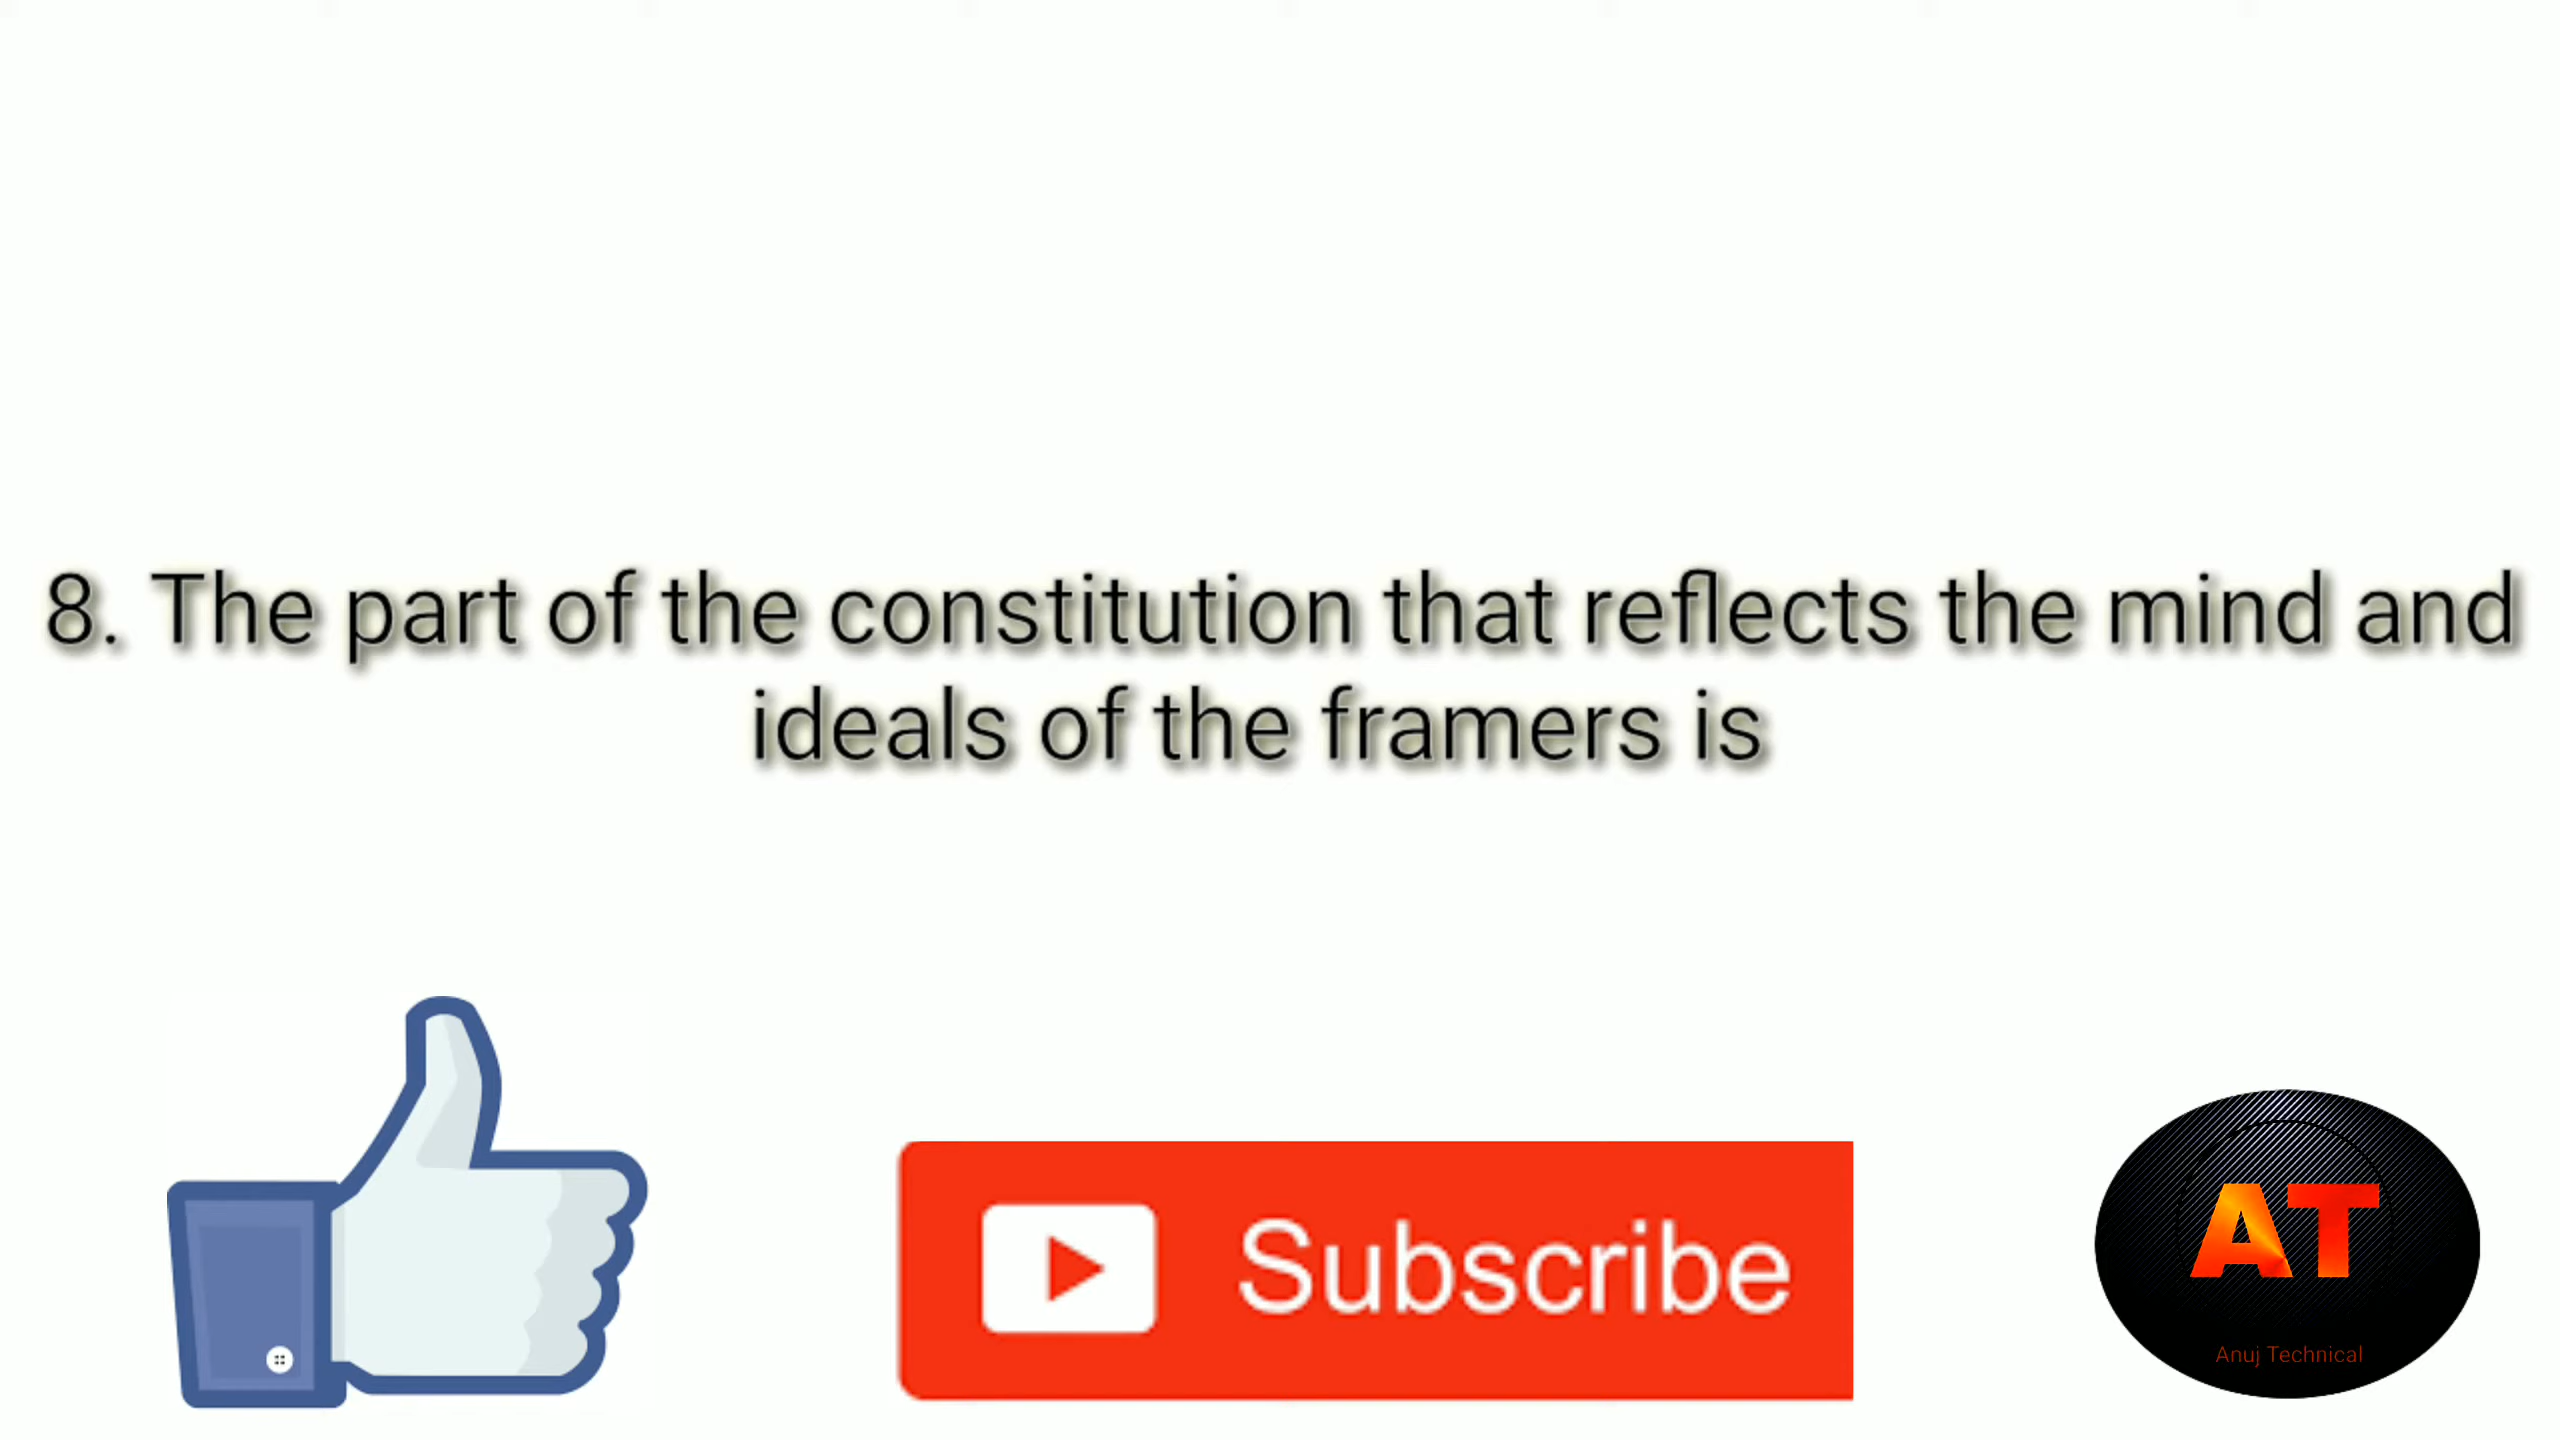 8. The part of the constitution that reflects the mind and
ideals of the framers is
Subscribe
AT
Anuj Technical